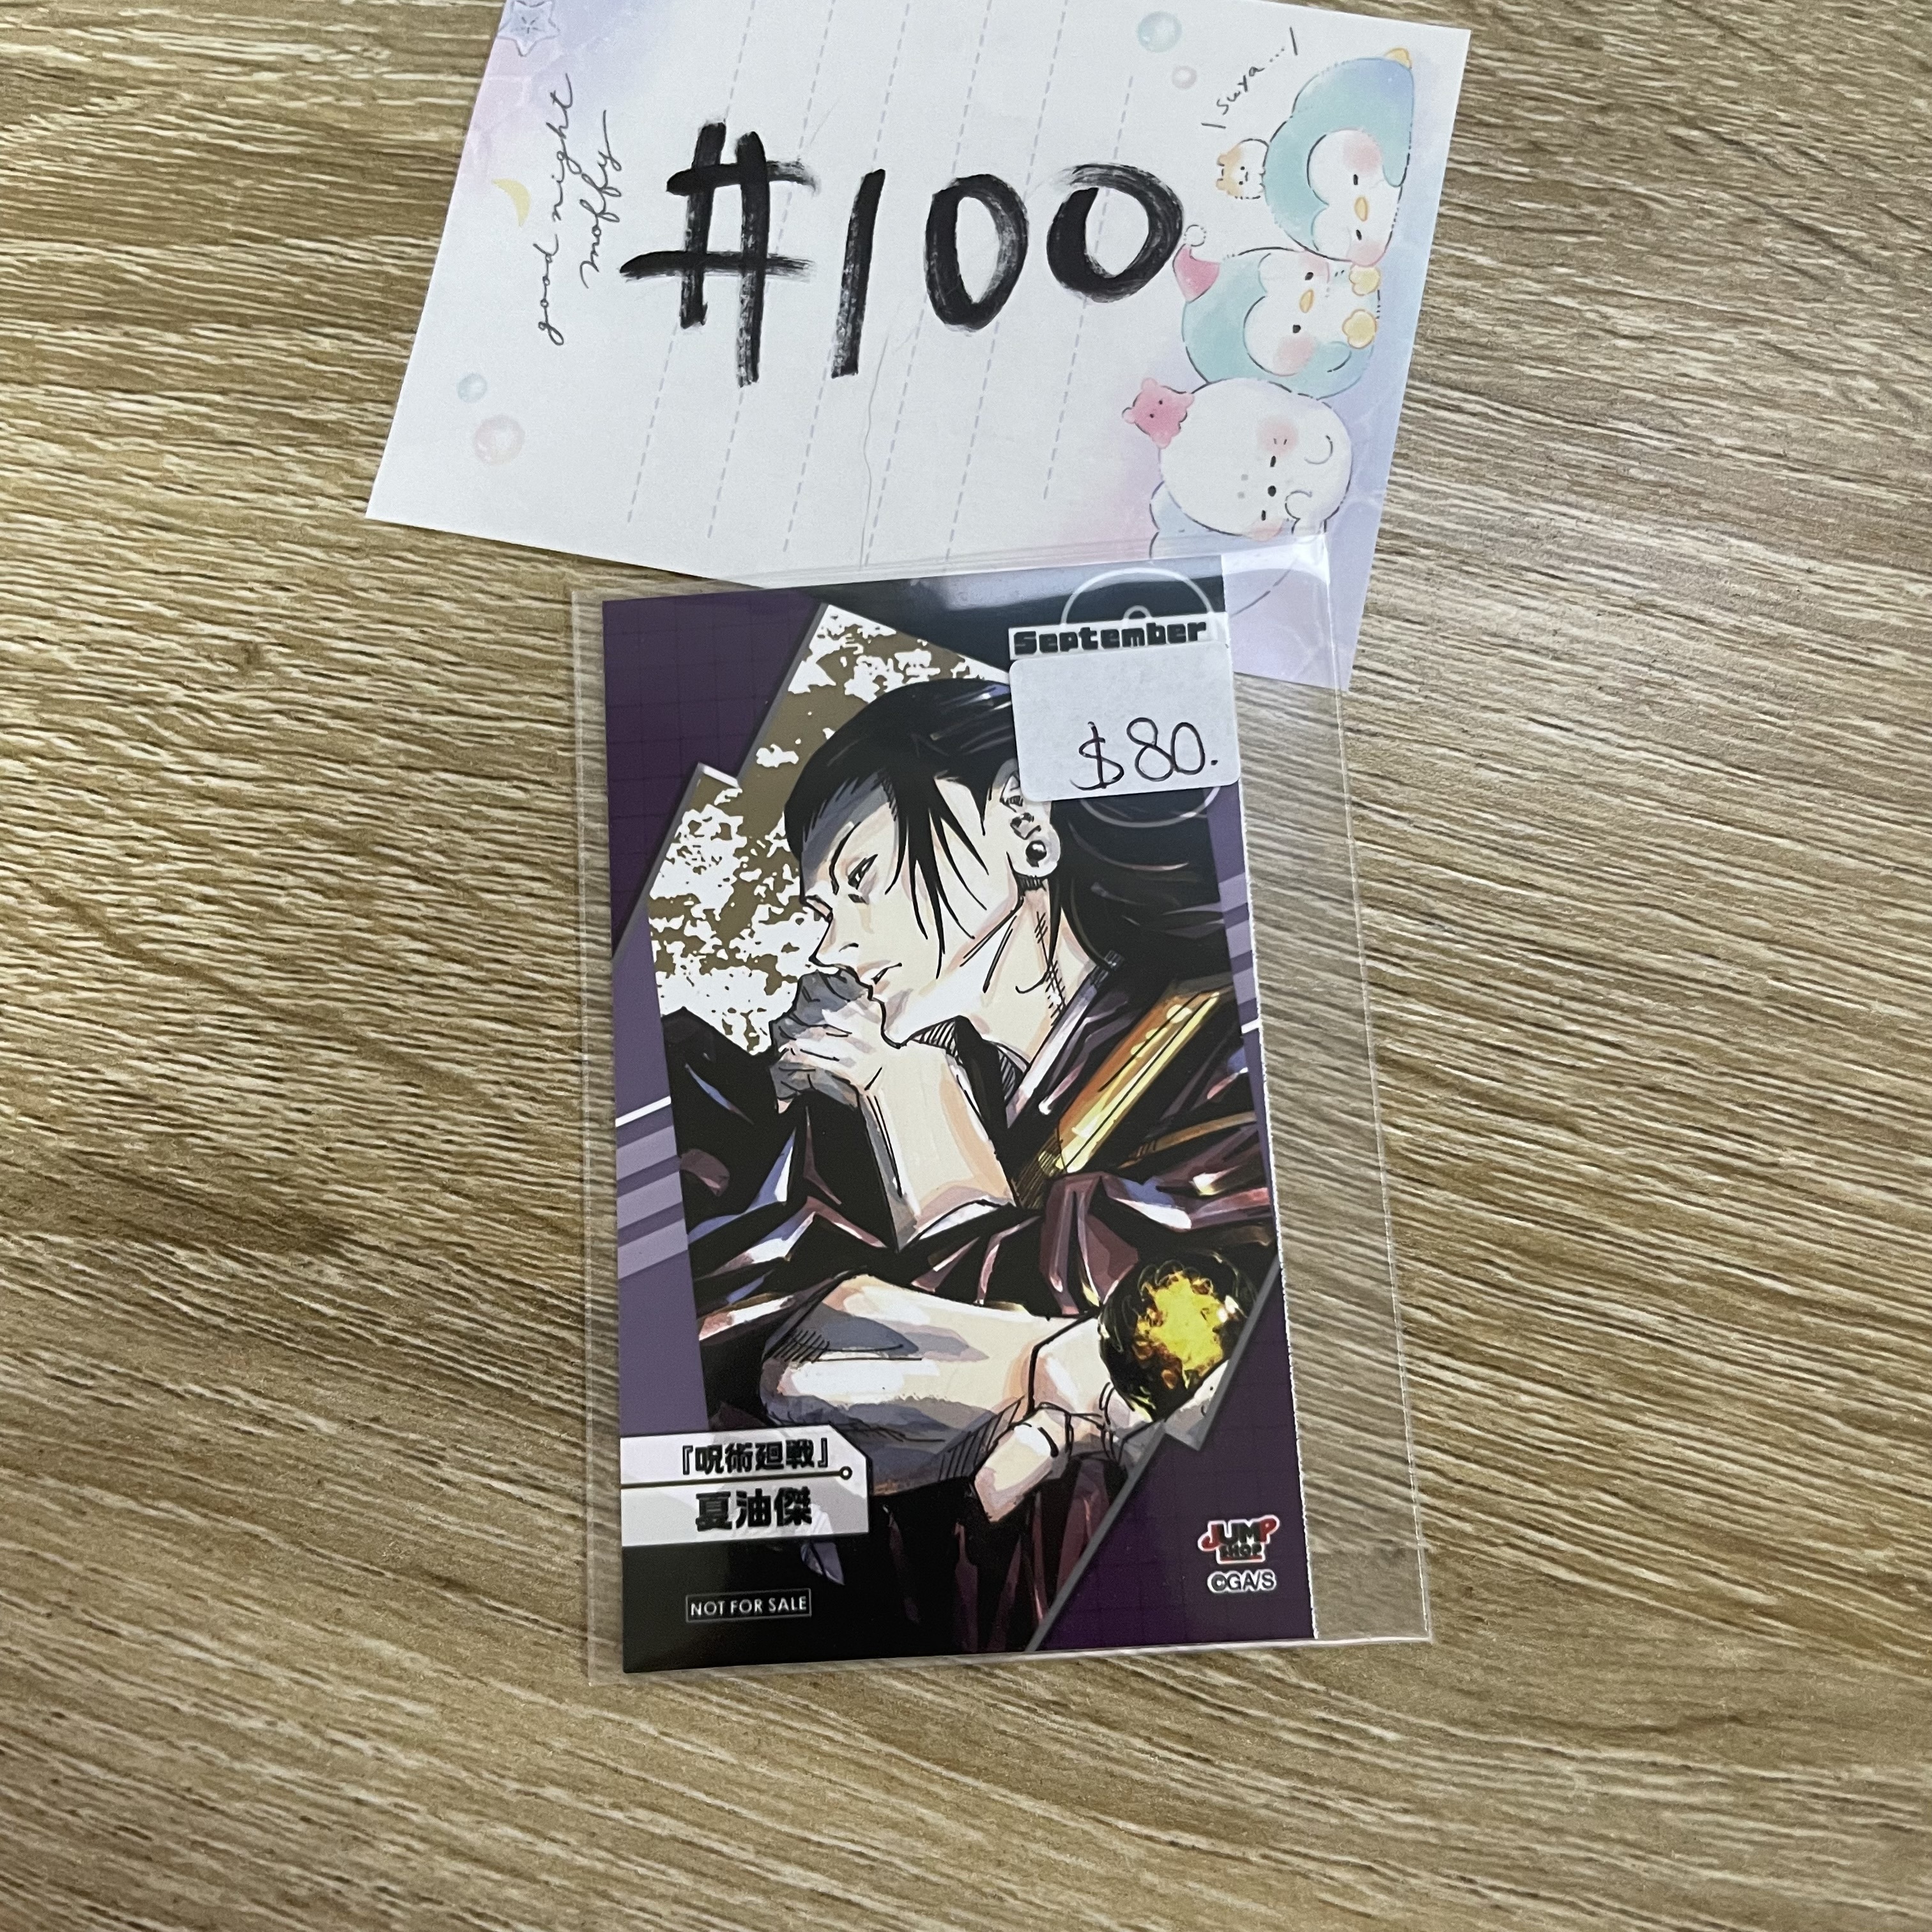 good night
moffy
#100
suya...
September
$80.
『呪術廻戦』
夏油傑
NOT FOR SALE
JUMP
SHOP
©GA/S